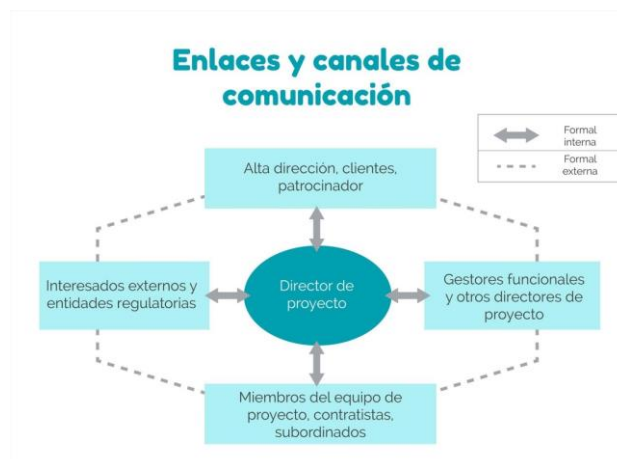 Enlaces y canales de
comunicación
Formal
interna
Formal
externa
Alta dirección, clientes,
patrocinador
Interesados externos y
entidades regulatorias
Director de
proyecto
Gestores funcionales
y otros directores de
proyecto
Miembros del equipo de
proyecto, contratistas,
subordinados